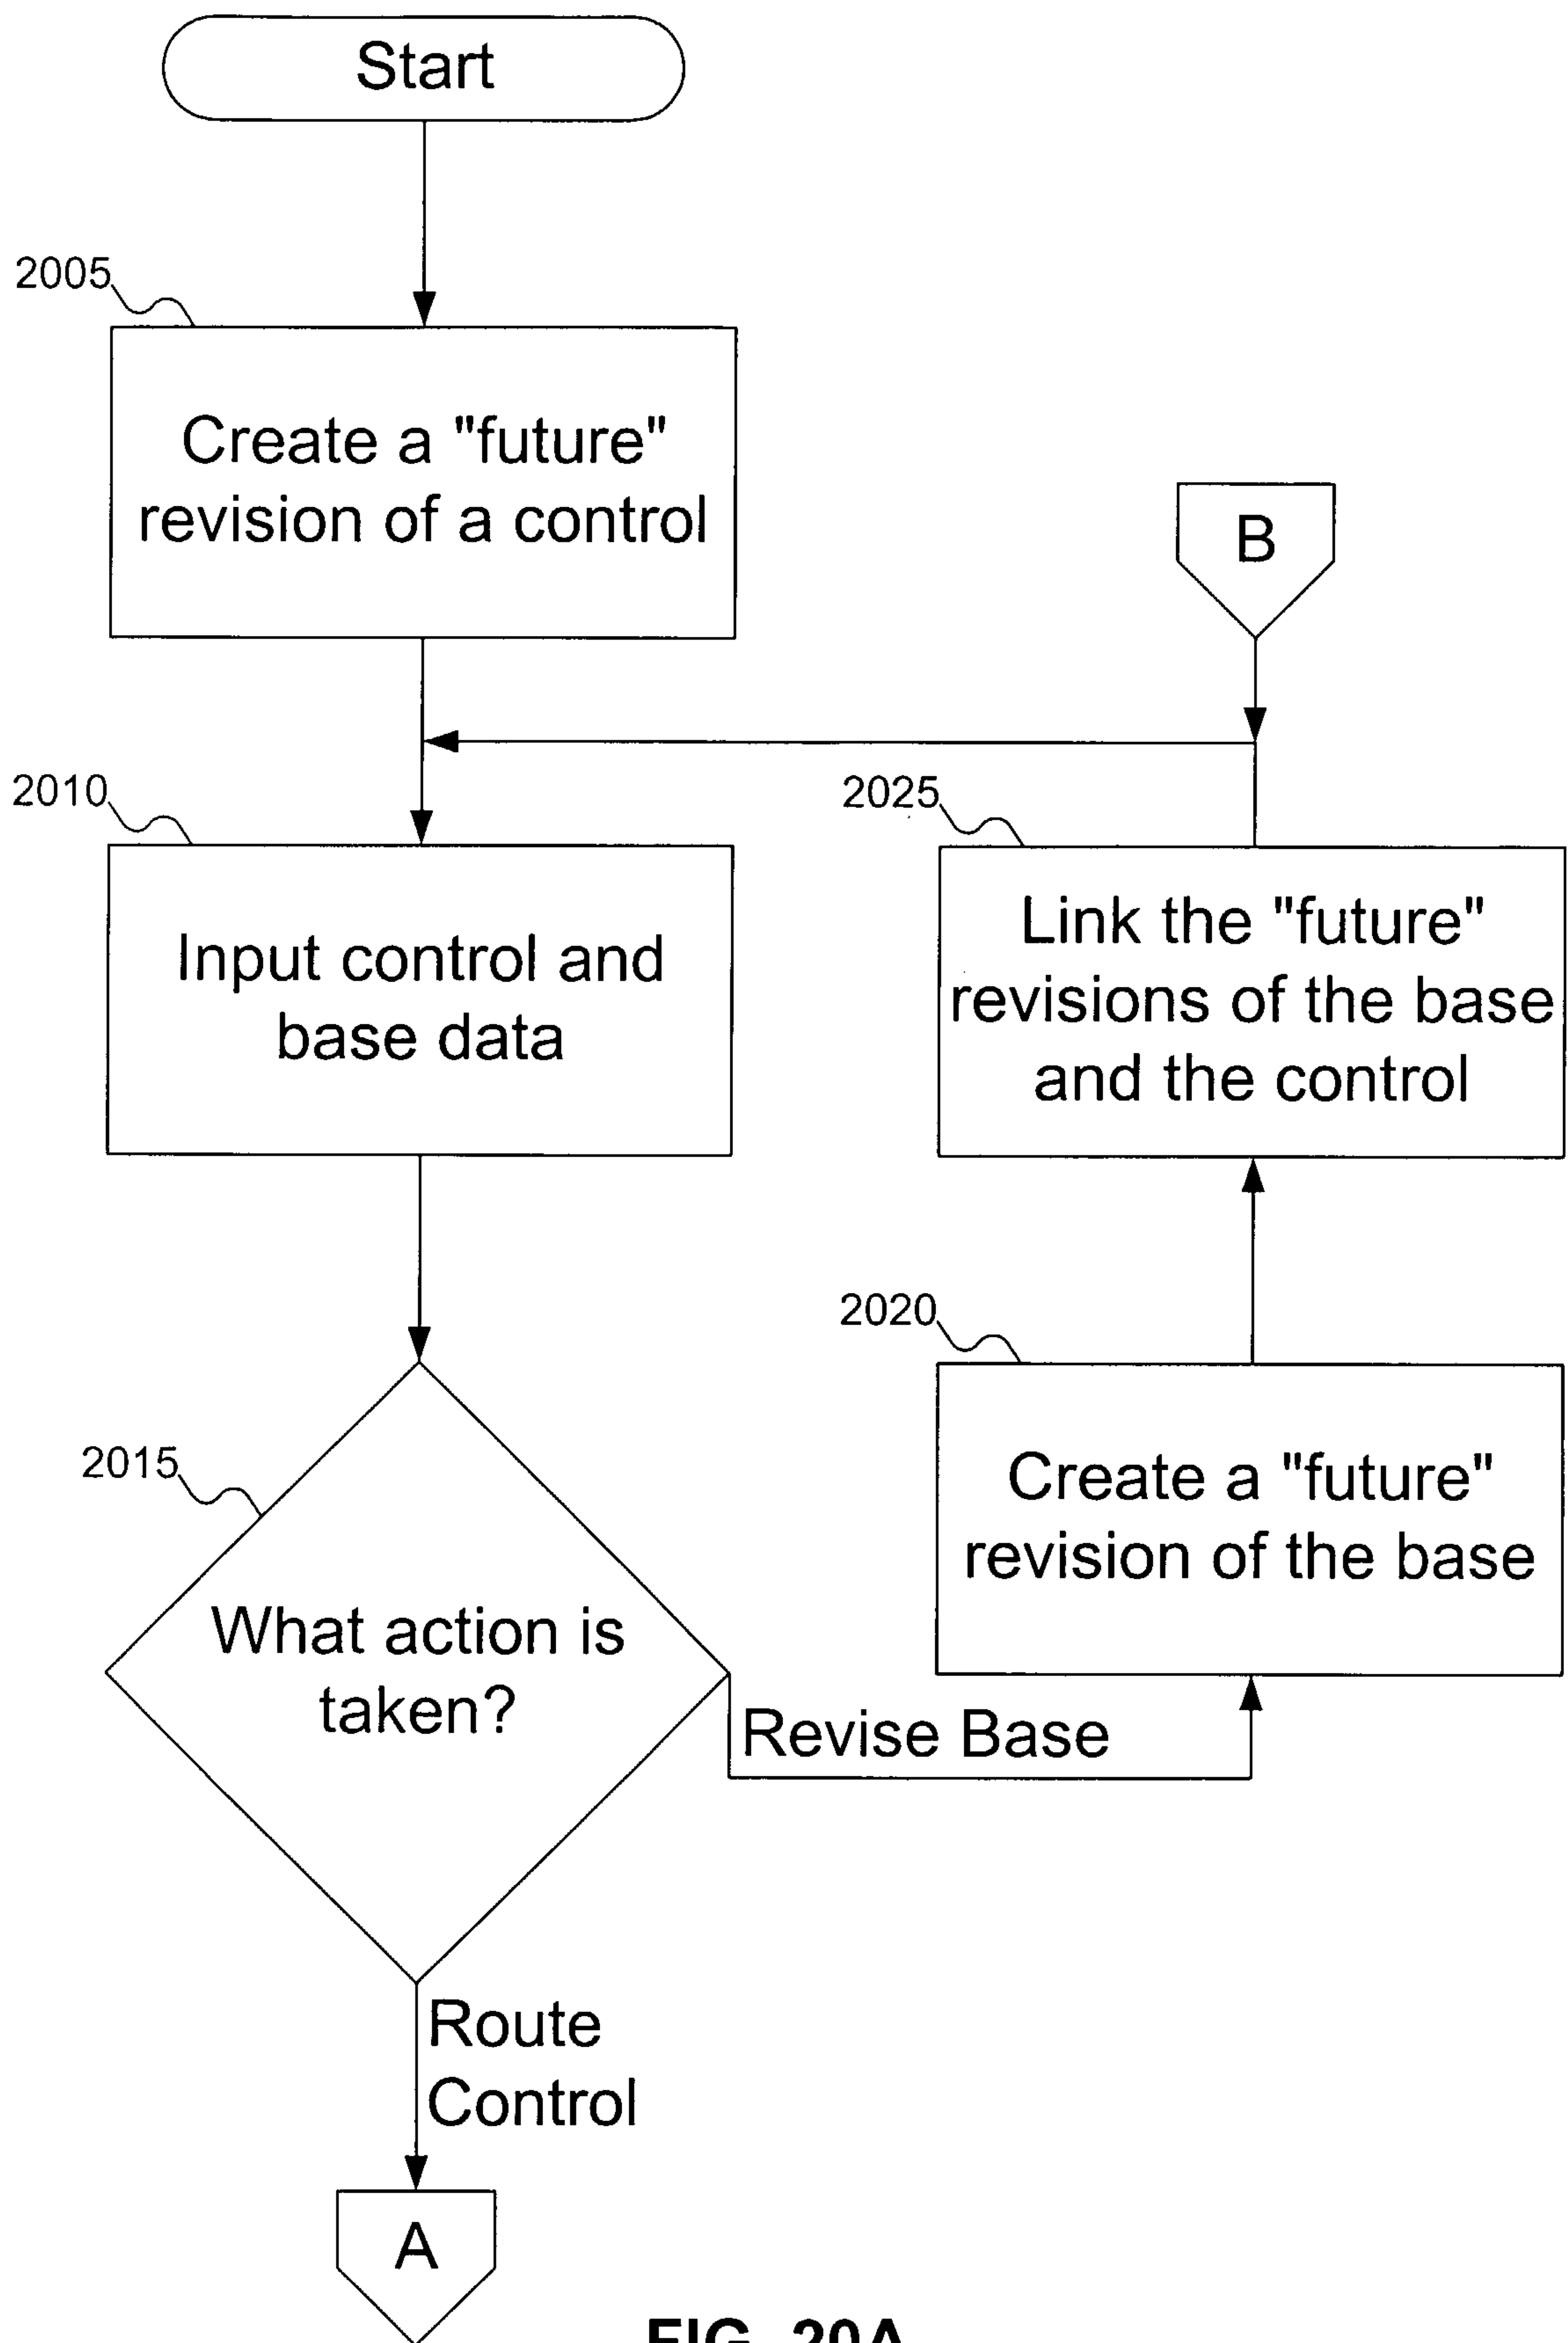 Start
2005
Create a "future"
revision of a control
B
2010
Input control and
base data
2025
Link the "future"
revisions of the base
and the control
2020
Create a "future"
revision of the base
2015
What action is
taken?
Revise Base
Route
Control
A
FIG. 20A